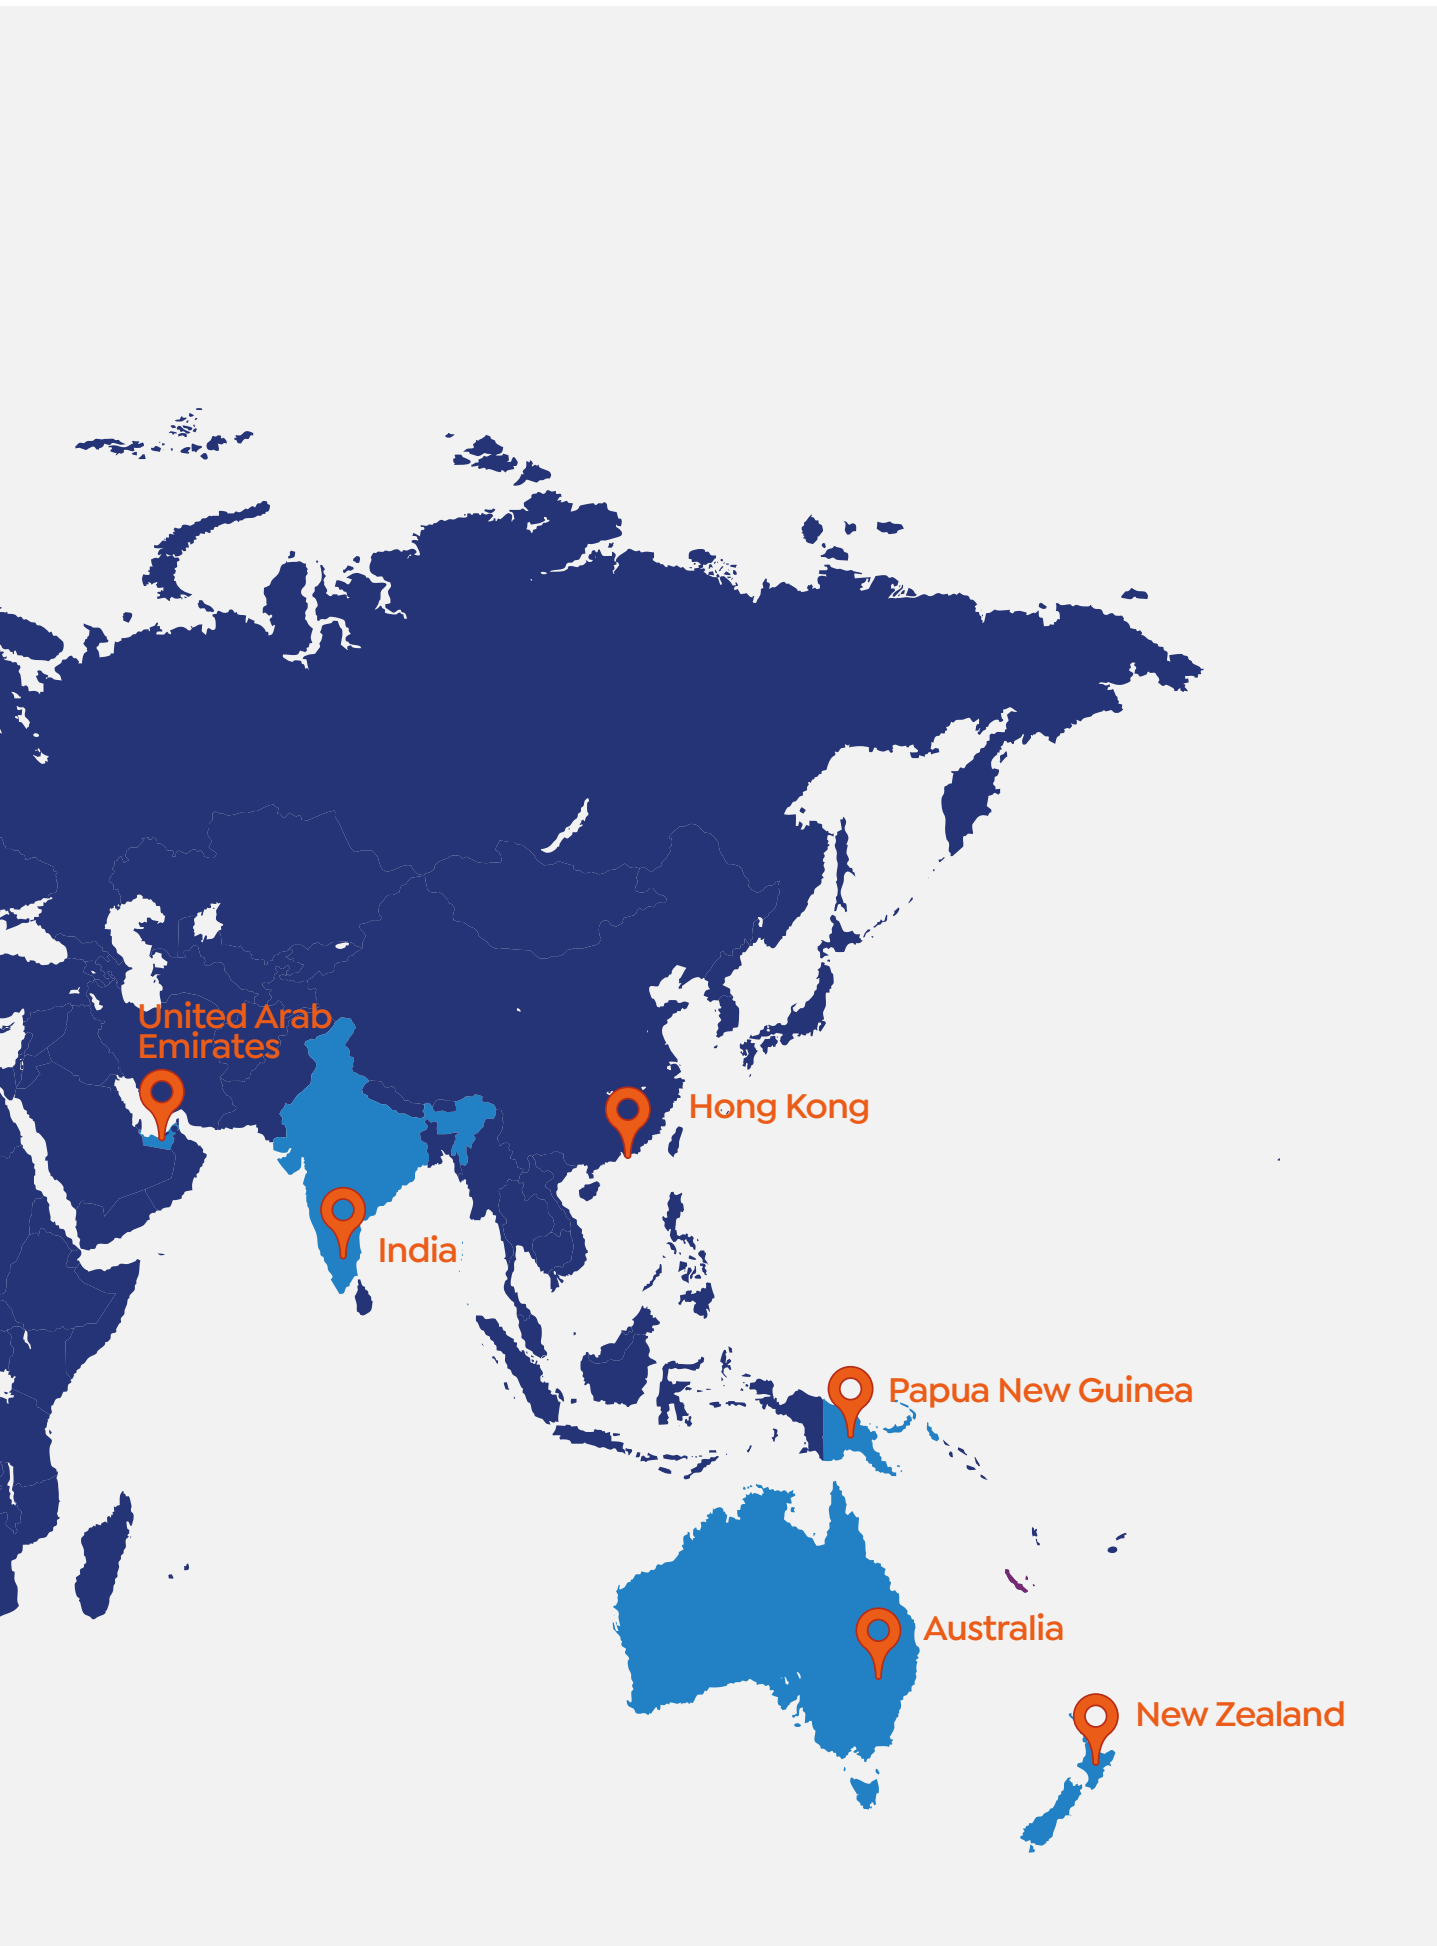 United Arab
Emirates
Hong Kong
India
Papua New Guinea
Australia
New Zealand